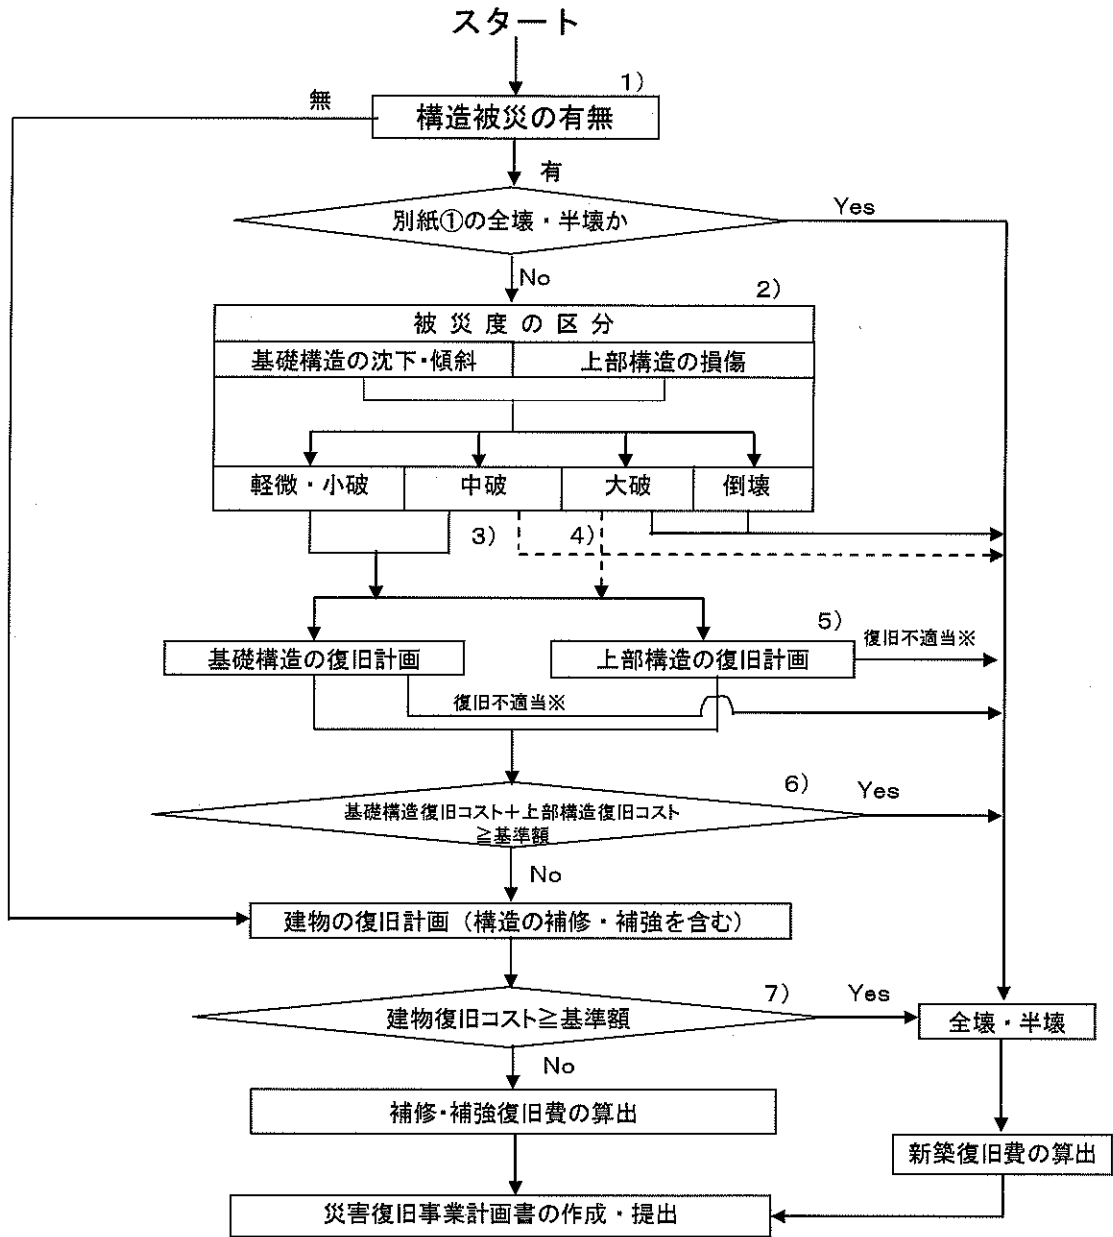 スタート
1）
無
構造被災の有無
有
別紙①の全壊・半壊か
Yes
No
2）
被災度の区分
基礎構造の沈下・傾斜
上部構造の損傷
軽微・小破
中破
大破
倒壊
3）
4）
5）
基礎構造の復旧計画
上部構造の復旧計画
復旧不適当※
復旧不適当※
6）
基礎構造復旧コスト＋上部構造復旧コスト
≧基準額
Yes
No
建物の復旧計画（構造の補修・補強を含む）
7）
建物復旧コスト≧基準額
Yes
全壊・半壊
No
補修・補強復旧費の算出
新築復旧費の算出
災害復旧事業計画書の作成・提出